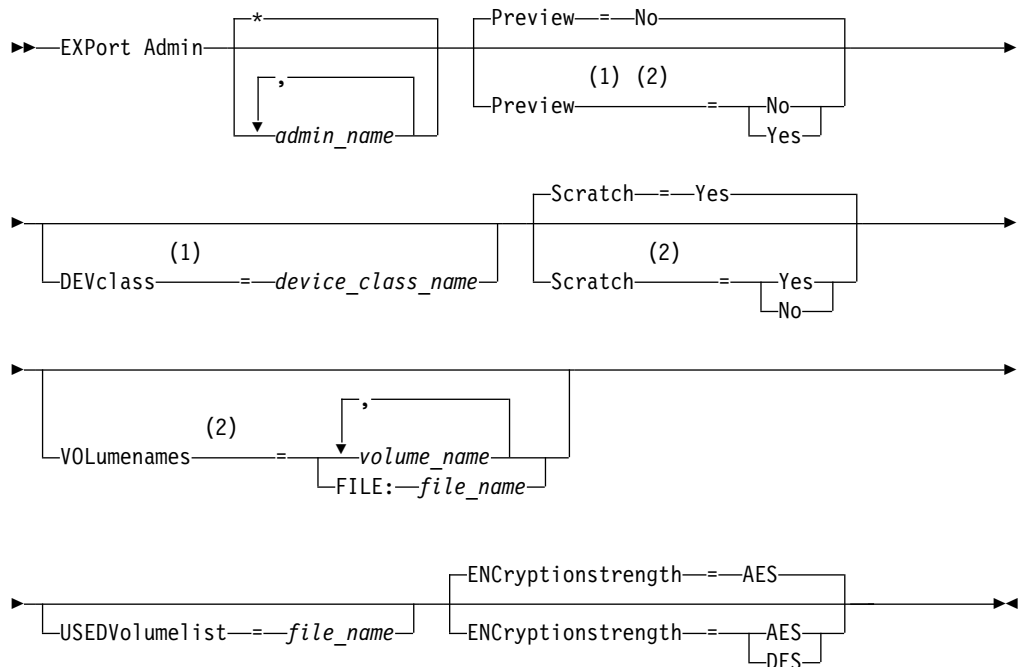 * Preview = No
EXPort Admin
(1) (2)
, Preview = No
admin_name Yes
Scratch = Yes
(1) (2)
DEVclass = device_class_name Scratch = Yes
No
,
(2)
VOLumenames = volume_name
FILE: file_name
ENCryptionstrength = AES
USEDVolumelist = file_name ENCryptionstrength = AES
DES